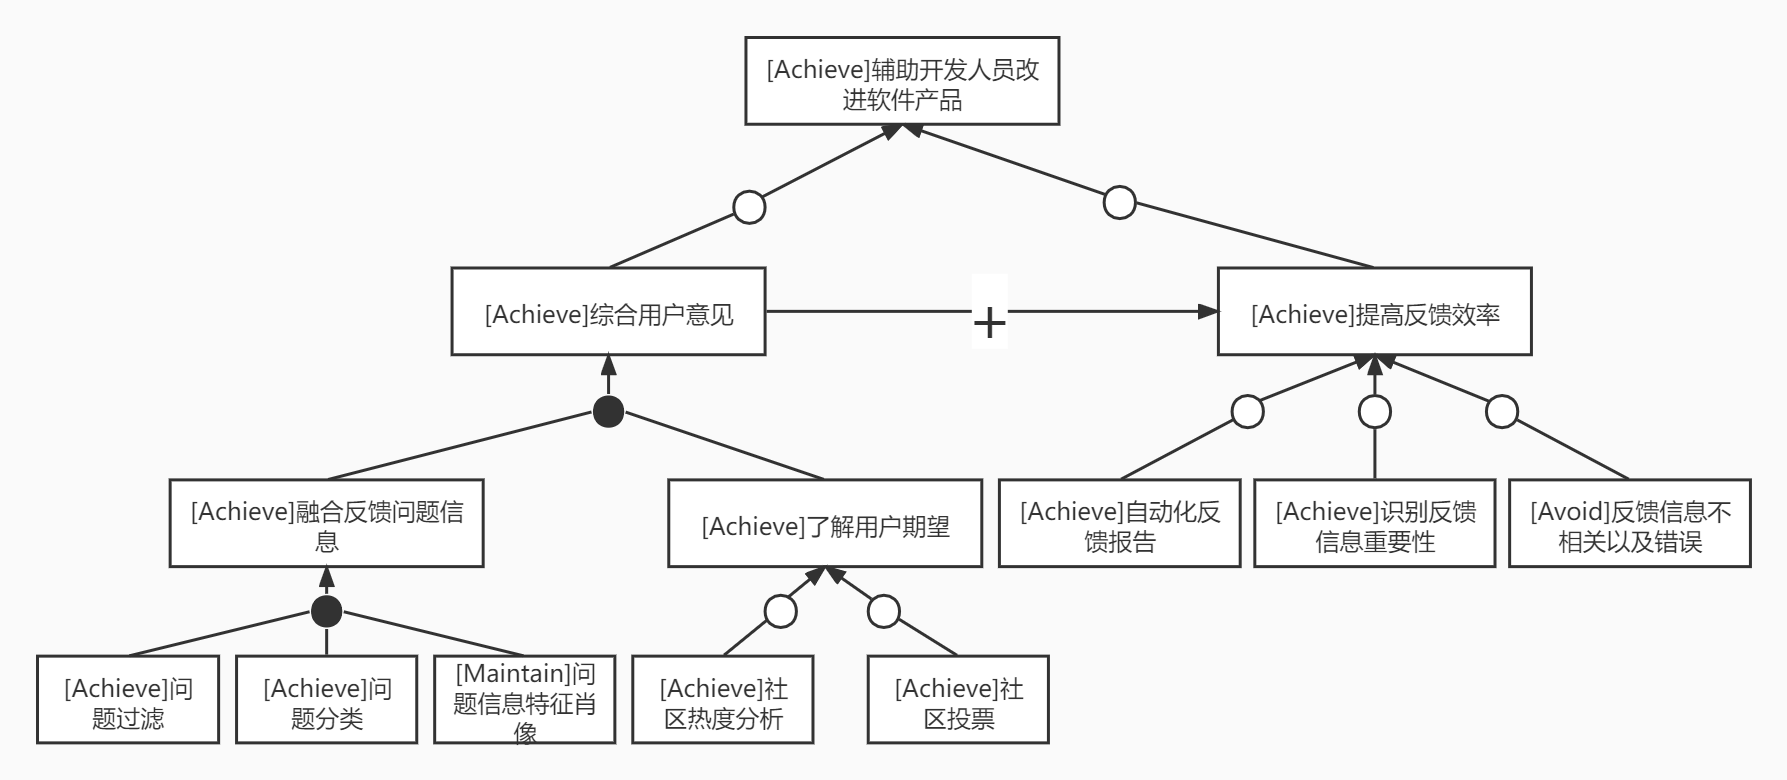 [Achieve]辅助开发人员改
进软件产品
[Achieve]综合用户意见
+
[Achieve]提高反馈效率
[Achieve]融合反馈问题信
息
[Achieve]了解用户期望
[Achieve]自动化反
馈报告
[Achieve]识别反馈
信息重要性
[Avoid]反馈信息不
相关以及错误
[Achieve]问
题过滤
[Achieve]问
题分类
[Maintain]问
题信息特征肖
像
[Achieve]社
区热度分析
[Achieve]社
区投票